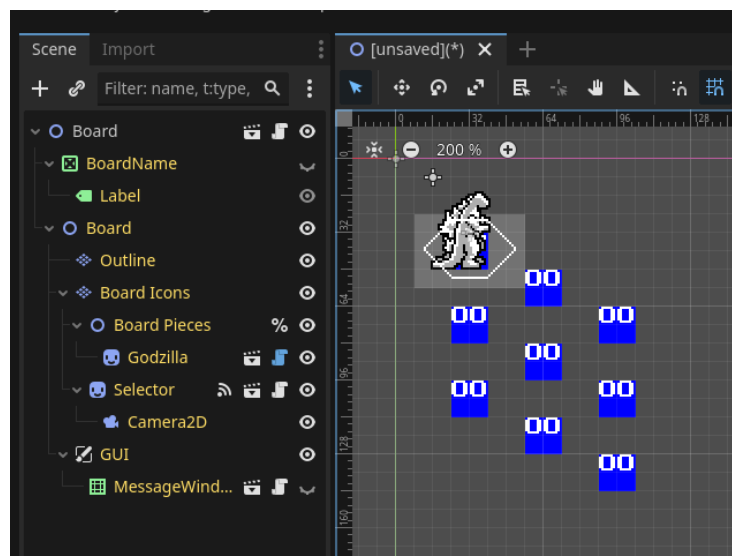 Scene Import
[unsaved](*)
Filter: name, t:type,
Board
BoardName
Label
Board
Outline
Board Icons
Board Pieces %
Godzilla
Selector
Camera2D
GUI
MessageWind...
0 32 64 96 128
200 %
0
32
64
96
128
160
00
00
00
00
00
00
00
00